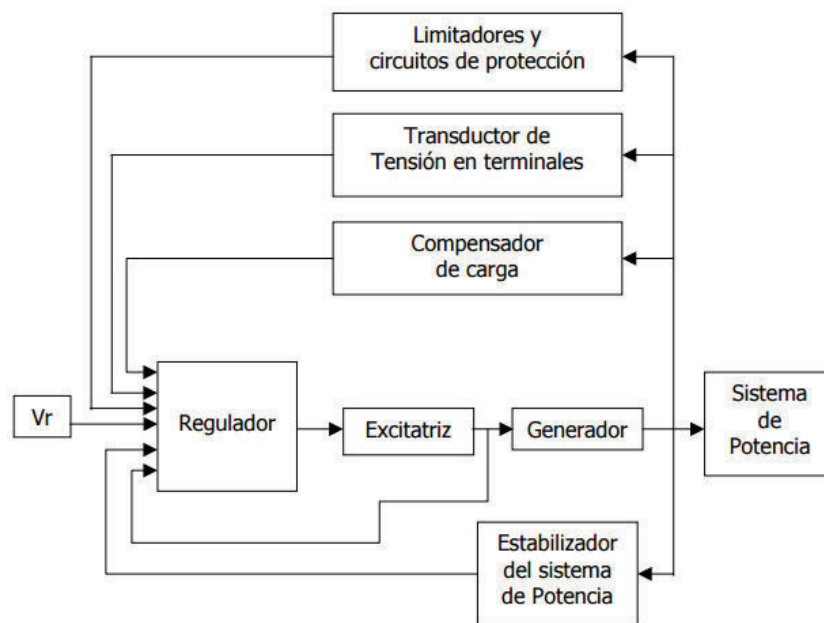 Limitadores y
circuitos de protección
Transductor de
Tensión en terminales
Compensador
de carga
Vr
Regulador
Excitatriz
Generador
Sistema
de
Potencia
Estabilizador
del sistema
de Potencia